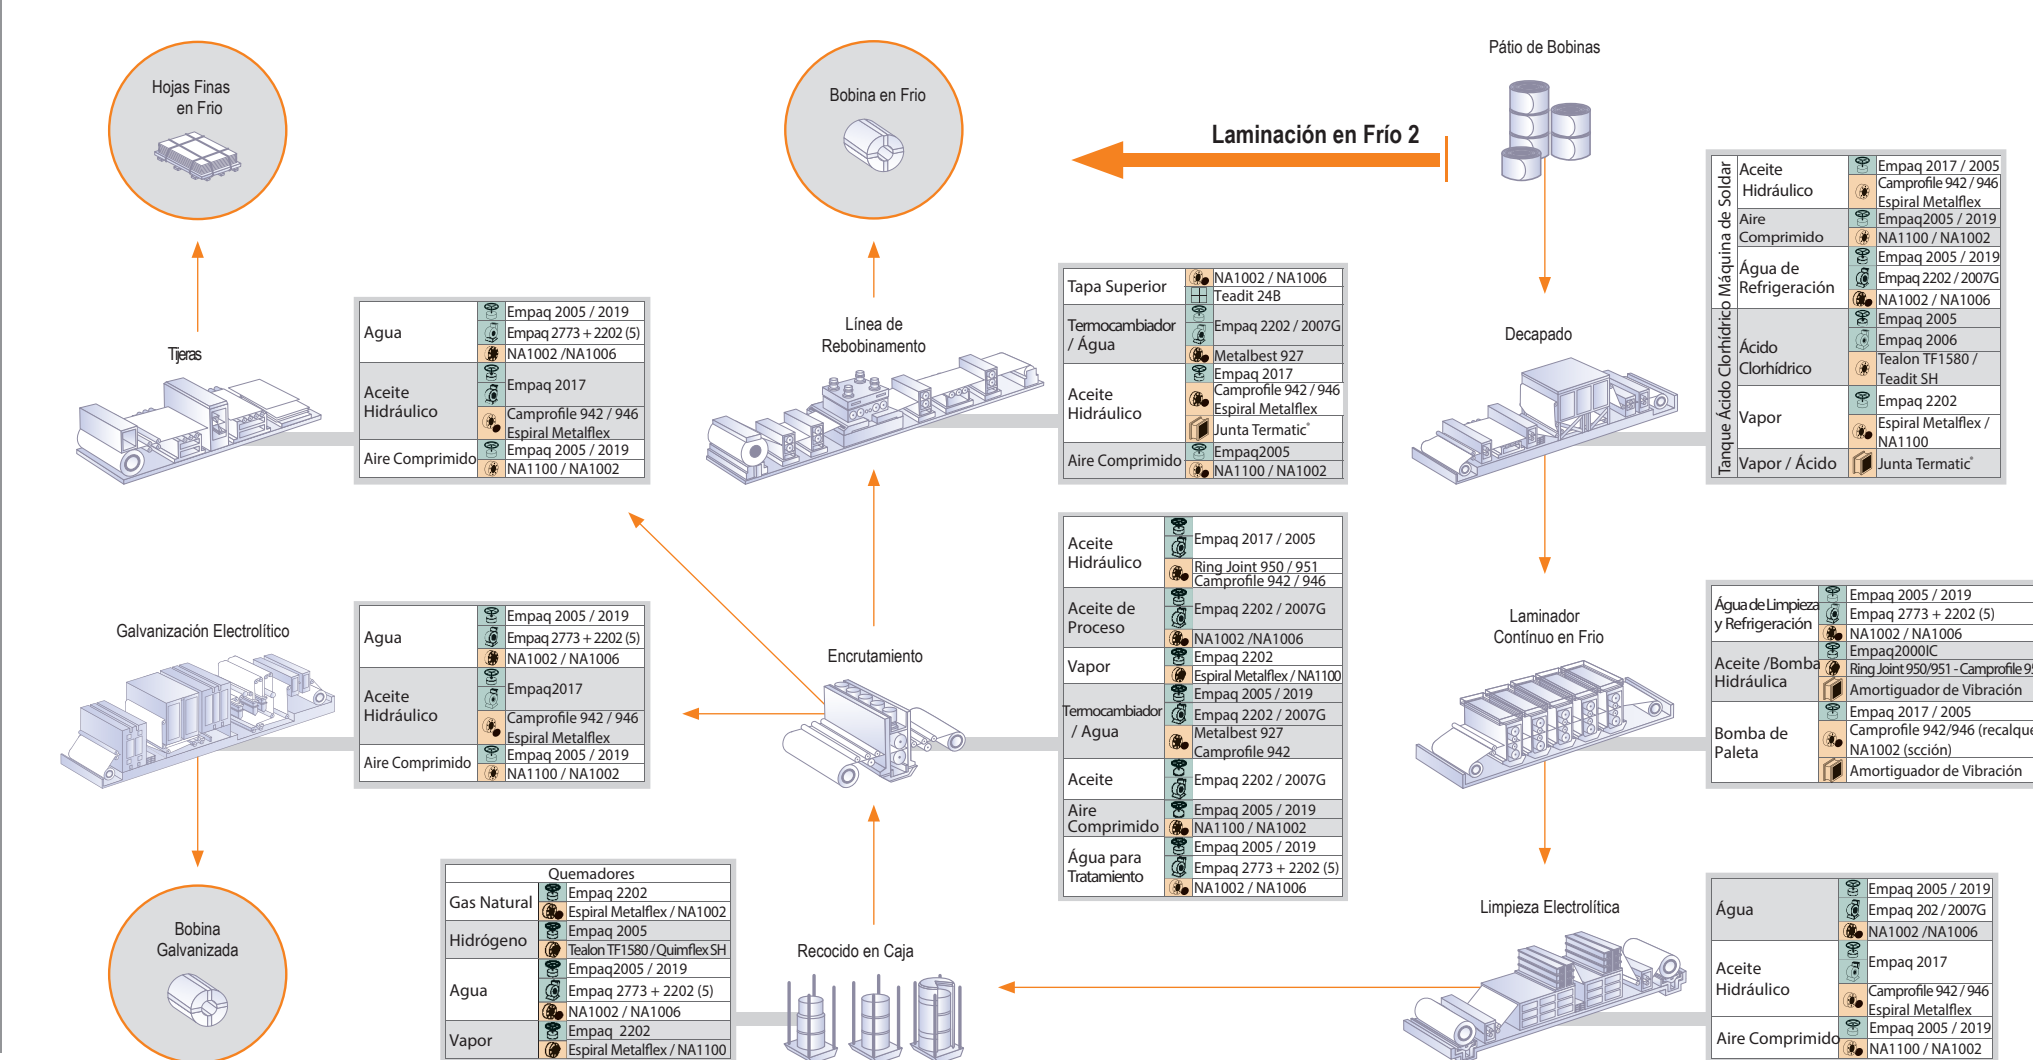 Hojas Finas
en Frio
Bobina en Frio
Pátio de Bobinas
Laminación en Frío 2
Tijeras
Agua
Empaq 2005 / 2019
Empaq 2773 + 2202 (5)
NA1002 /NA1006
Aceite
Hidráulico
Empaq 2017
Camprofile 942 / 946
Espiral Metalflex
Aire Comprimido
Empaq 2005 / 2019
NA1100 / NA1002
Línea de
Rebobinamento
Tapa Superior
NA1002 / NA1006
Teadit 24B
Termocambiador
/ Água
Empaq 2202 / 2007G
Metalbest 927
Aceite
Hidráulico
Empaq 2017
Camprofile 942 / 946
Espiral Metalflex
Junta Termatic®
Aire Comprimido
Empaq2005
NA1100 / NA1002
Decapado
Tanque Ácido Clorhídrico
Máquina de Soldar
Aceite
Hidráulico
Empaq 2017 / 2005
Camprofile 942 / 946
Espiral Metalflex
Aire
Comprimido
Empaq2005 / 2019
NA1100 / NA1002
Água de
Refrigeración
Empaq 2005 / 2019
Empaq 2202 / 2007G
NA1002 / NA1006
Ácido
Clorhídrico
Empaq 2005
Empaq 2006
Tealon TF1580 /
Teadit SH
Vapor
Empaq 2202
Espiral Metalflex /
NA1100
Vapor / Ácido
Junta Termatic®
Galvanización Electrolítico
Agua
Empaq 2005 / 2019
Empaq 2773 + 2202 (5)
NA1002 / NA1006
Aceite
Hidráulico
Empaq2017
Camprofile 942 / 946
Espiral Metalflex
Aire Comprimido
Empaq 2005 / 2019
NA1100 / NA1002
Encrutamiento
Aceite
Hidráulico
Empaq 2017 / 2005
Ring Joint 950 / 951
Camprofile 942 / 946
Aceite de
Proceso
Empaq 2202 / 2007G
NA1002 /NA1006
Vapor
Empaq 2202
Espiral Metalflex / NA1100
Termocambiador
/ Agua
Empaq 2005 / 2019
Empaq 2202 / 2007G
Metalbest 927
Camprofile 942
Aceite
Empaq 2202 / 2007G
Aire
Comprimido
Empaq 2005 / 2019
NA1100 / NA1002
Água para
Tratamiento
Empaq 2005 / 2019
Empaq 2773 + 2202 (5)
NA1002 / NA1006
Laminador
Contínuo en Frio
Água de Limpieza
y Refrigeración
Empaq 2005 / 2019
Empaq 2773 + 2202 (5)
NA1002 / NA1006
Aceite /Bomba
Hidráulica
Empaq2000IC
Ring Joint 950/951 - Camprofile 95
Amortiguador de Vibración
Bomba de
Paleta
Empaq 2017 / 2005
Camprofile 942/946 (recalque
NA1002 (scción)
Amortiguador de Vibración
Bobina
Galvanizada
Quemadores
Gas Natural
Empaq 2202
Espiral Metalflex / NA1002
Hidrógeno
Empaq 2005
Tealon TF1580 / Quimflex SH
Agua
Empaq2005 / 2019
Empaq 2773 + 2202 (5)
NA1002 / NA1006
Vapor
Empaq 2202
Espiral Metalflex / NA1100
Recocido en Caja
Limpieza Electrolítica
Água
Empaq 2005 / 2019
Empaq 202 / 2007G
NA1002 /NA1006
Aceite
Hidráulico
Empaq 2017
Camprofile 942 / 946
Espiral Metalflex
Aire Comprimido
Empaq 2005 / 2019
NA1100 / NA1002